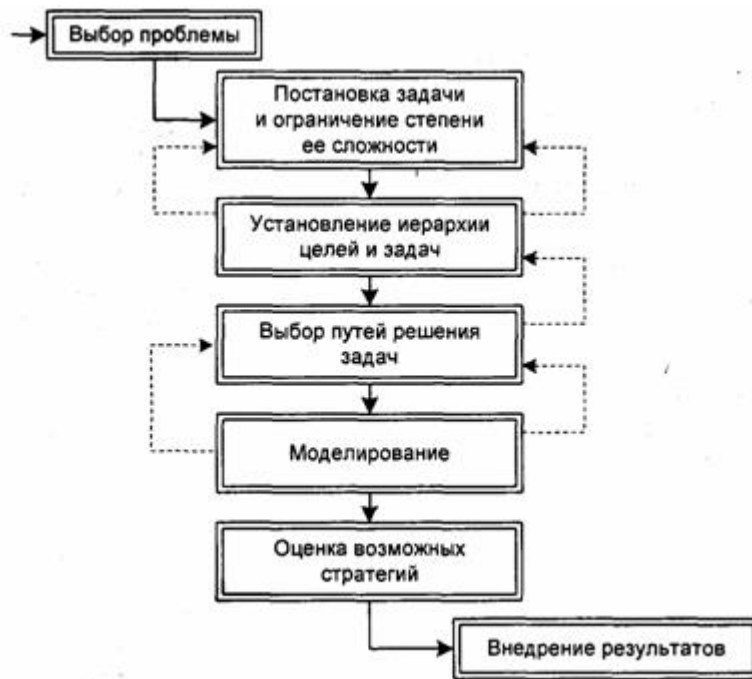 Выбор проблемы
Постановка задачи
и ограничение степени
ее сложности
Установление иерархии
целей и задач
Выбор путей решения
задач
Моделирование
Оценка возможных
стратегий
Внедрение результатов